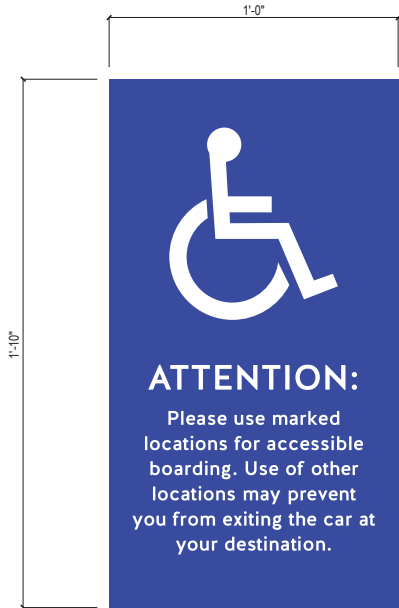 1'-0"
1'-10"
ATTENTION:
Please use marked
locations for accessible
boarding. Use of other
locations may prevent
you from exiting the car at
your destination.